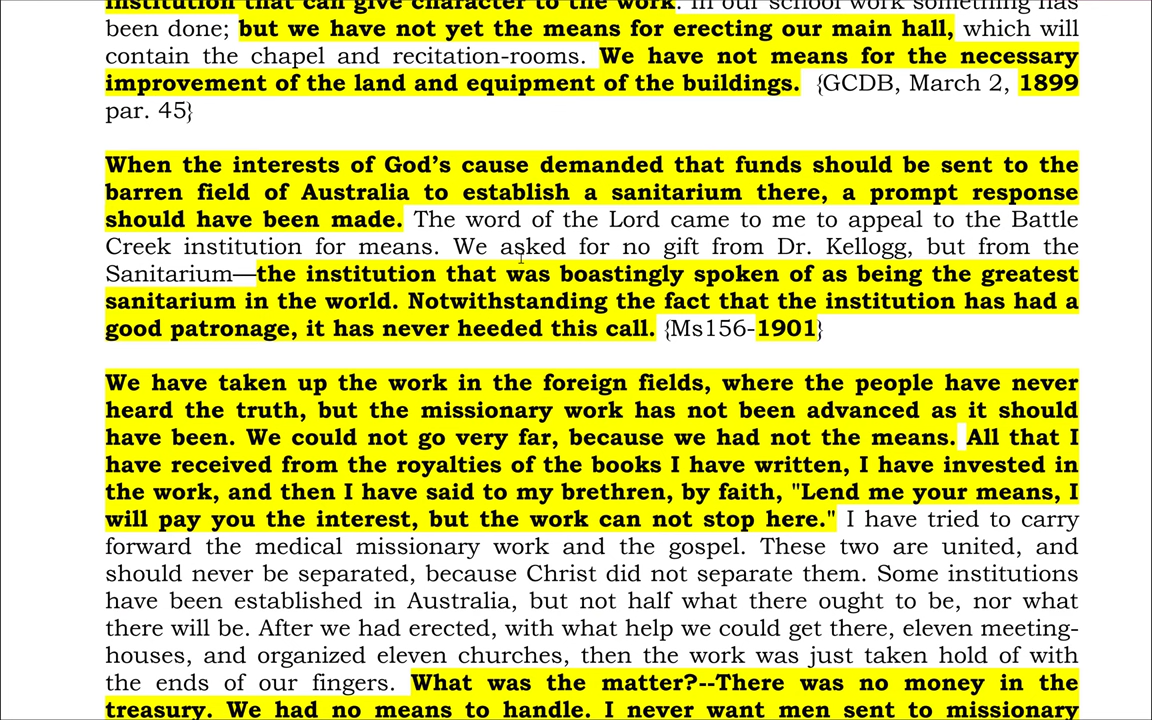 institution that can give character to the work. In our school work something has
been done; but we have not yet the means for erecting our main hall, which will
contain the chapel and recitation-rooms. We have not means for the necessary
improvement of the land and equipment of the buildings. {GCDB, March 2, 1899
par. 45}
When the interests of God’s cause demanded that funds should be sent to the
barren field of Australia to establish a sanitarium there, a prompt response
should have been made. The word of the Lord came to me to appeal to the Battle
Creek institution for means. We asked for no gift from Dr. Kellogg, but from the
Sanitarium—the institution that was boastingly spoken of as being the greatest
sanitarium in the world. Notwithstanding the fact that the institution has had a
good patronage, it has never heeded this call. {Ms156-1901}
We have taken up the work in the foreign fields, where the people have never
heard the truth, but the missionary work has not been advanced as it should
have been. We could not go very far, because we had not the means. All that I
have received from the royalties of the books I have written, I have invested in
the work, and then I have said to my brethren, by faith, "Lend me your means, I
will pay you the interest, but the work can not stop here." I have tried to carry
forward the medical missionary work and the gospel. These two are united, and
should never be separated, because Christ did not separate them. Some institutions
have been established in Australia, but not half what there ought to be, nor what
there will be. After we had erected, with what help we could get there, eleven meeting-
houses, and organized eleven churches, then the work was just taken hold of with
the ends of our fingers. What was the matter?--There was no money in the
treasury. We had no means to handle. I never want men sent to missionary